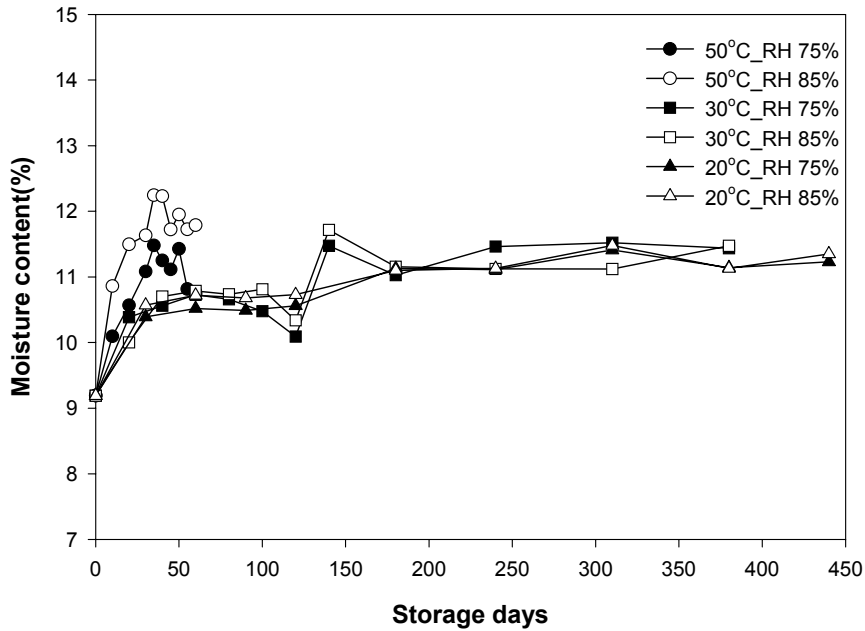 15
14
13
12
11
10
9
8
7
Moisture content(%)
50°C_RH 75%
50°C_RH 85%
30°C_RH 75%
30°C_RH 85%
20°C_RH 75%
20°C_RH 85%
0 50 100 150 200 250 300 350 400 450
Storage days